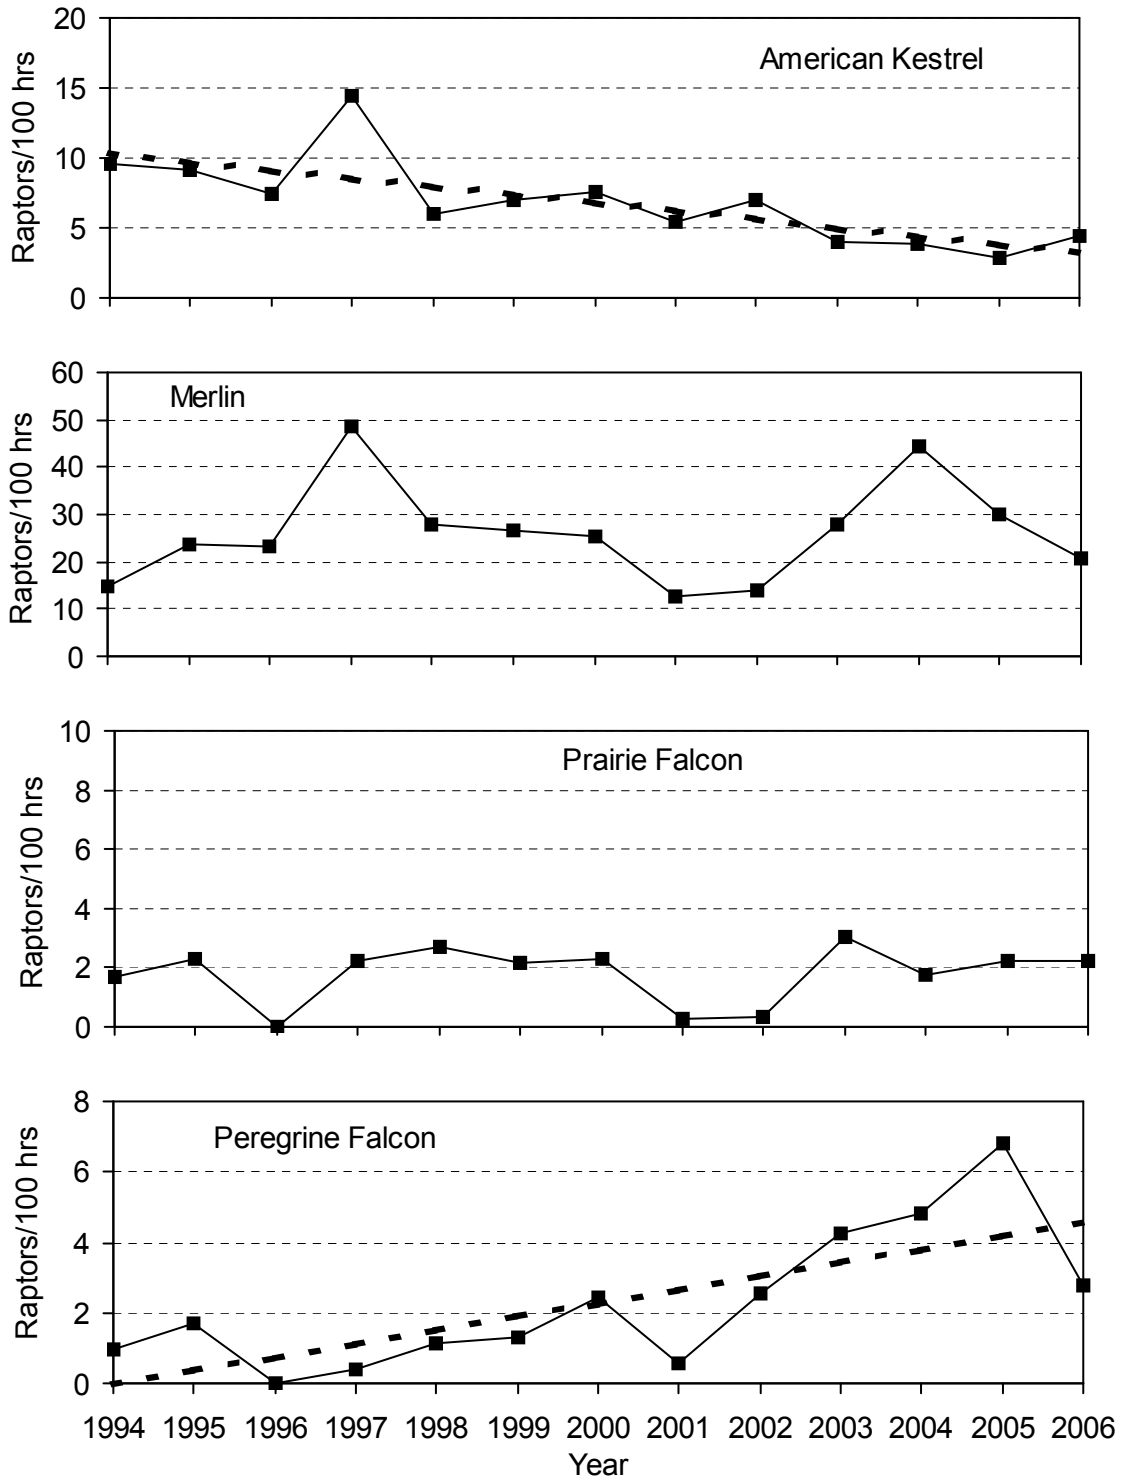 20
American Kestrel
15
10
5
0
Raptors/100 hrs
60
Merlin
50
40
30
20
10
0
Raptors/100 hrs
10
Prairie Falcon
8
6
4
2
0
Raptors/100 hrs
8
Peregrine Falcon
6
4
2
0
Raptors/100 hrs
1994 1995 1996 1997 1998 1999 2000 2001 2002 2003 2004 2005 2006
Year